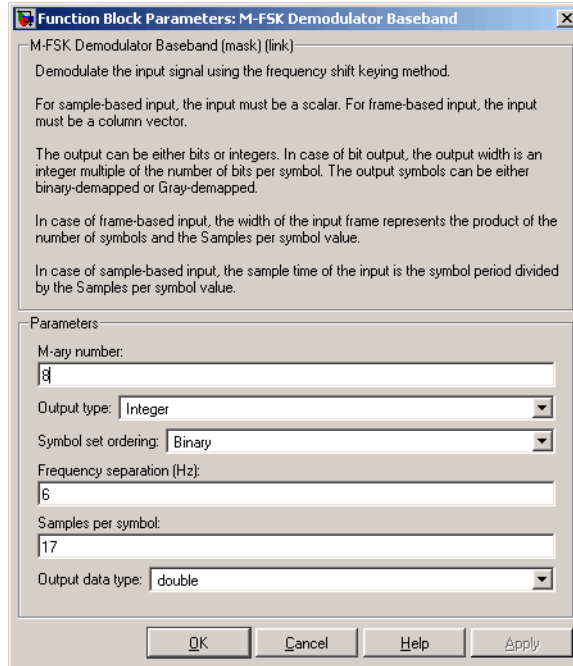 Function Block Parameters: M-FSK Demodulator Baseband
M-FSK Demodulator Baseband (mask) (link)
Demodulate the input signal using the frequency shift keying method.
For sample-based input, the input must be a scalar. For frame-based input, the input
must be a column vector.
The output can be either bits or integers. In case of bit output, the output width is an
integer multiple of the number of bits per symbol. The output symbols can be either
binary-demapped or Gray-demapped.
In case of frame-based input, the width of the input frame represents the product of the
number of symbols and the Samples per symbol value.
In case of sample-based input, the sample time of the input is the symbol period divided
by the Samples per symbol value.
Parameters
M-ary number:
8
Output type: Integer
Symbol set ordering: Binary
Frequency separation (Hz):
6
Samples per symbol:
17
Output data type: double
OK Cancel Help Apply